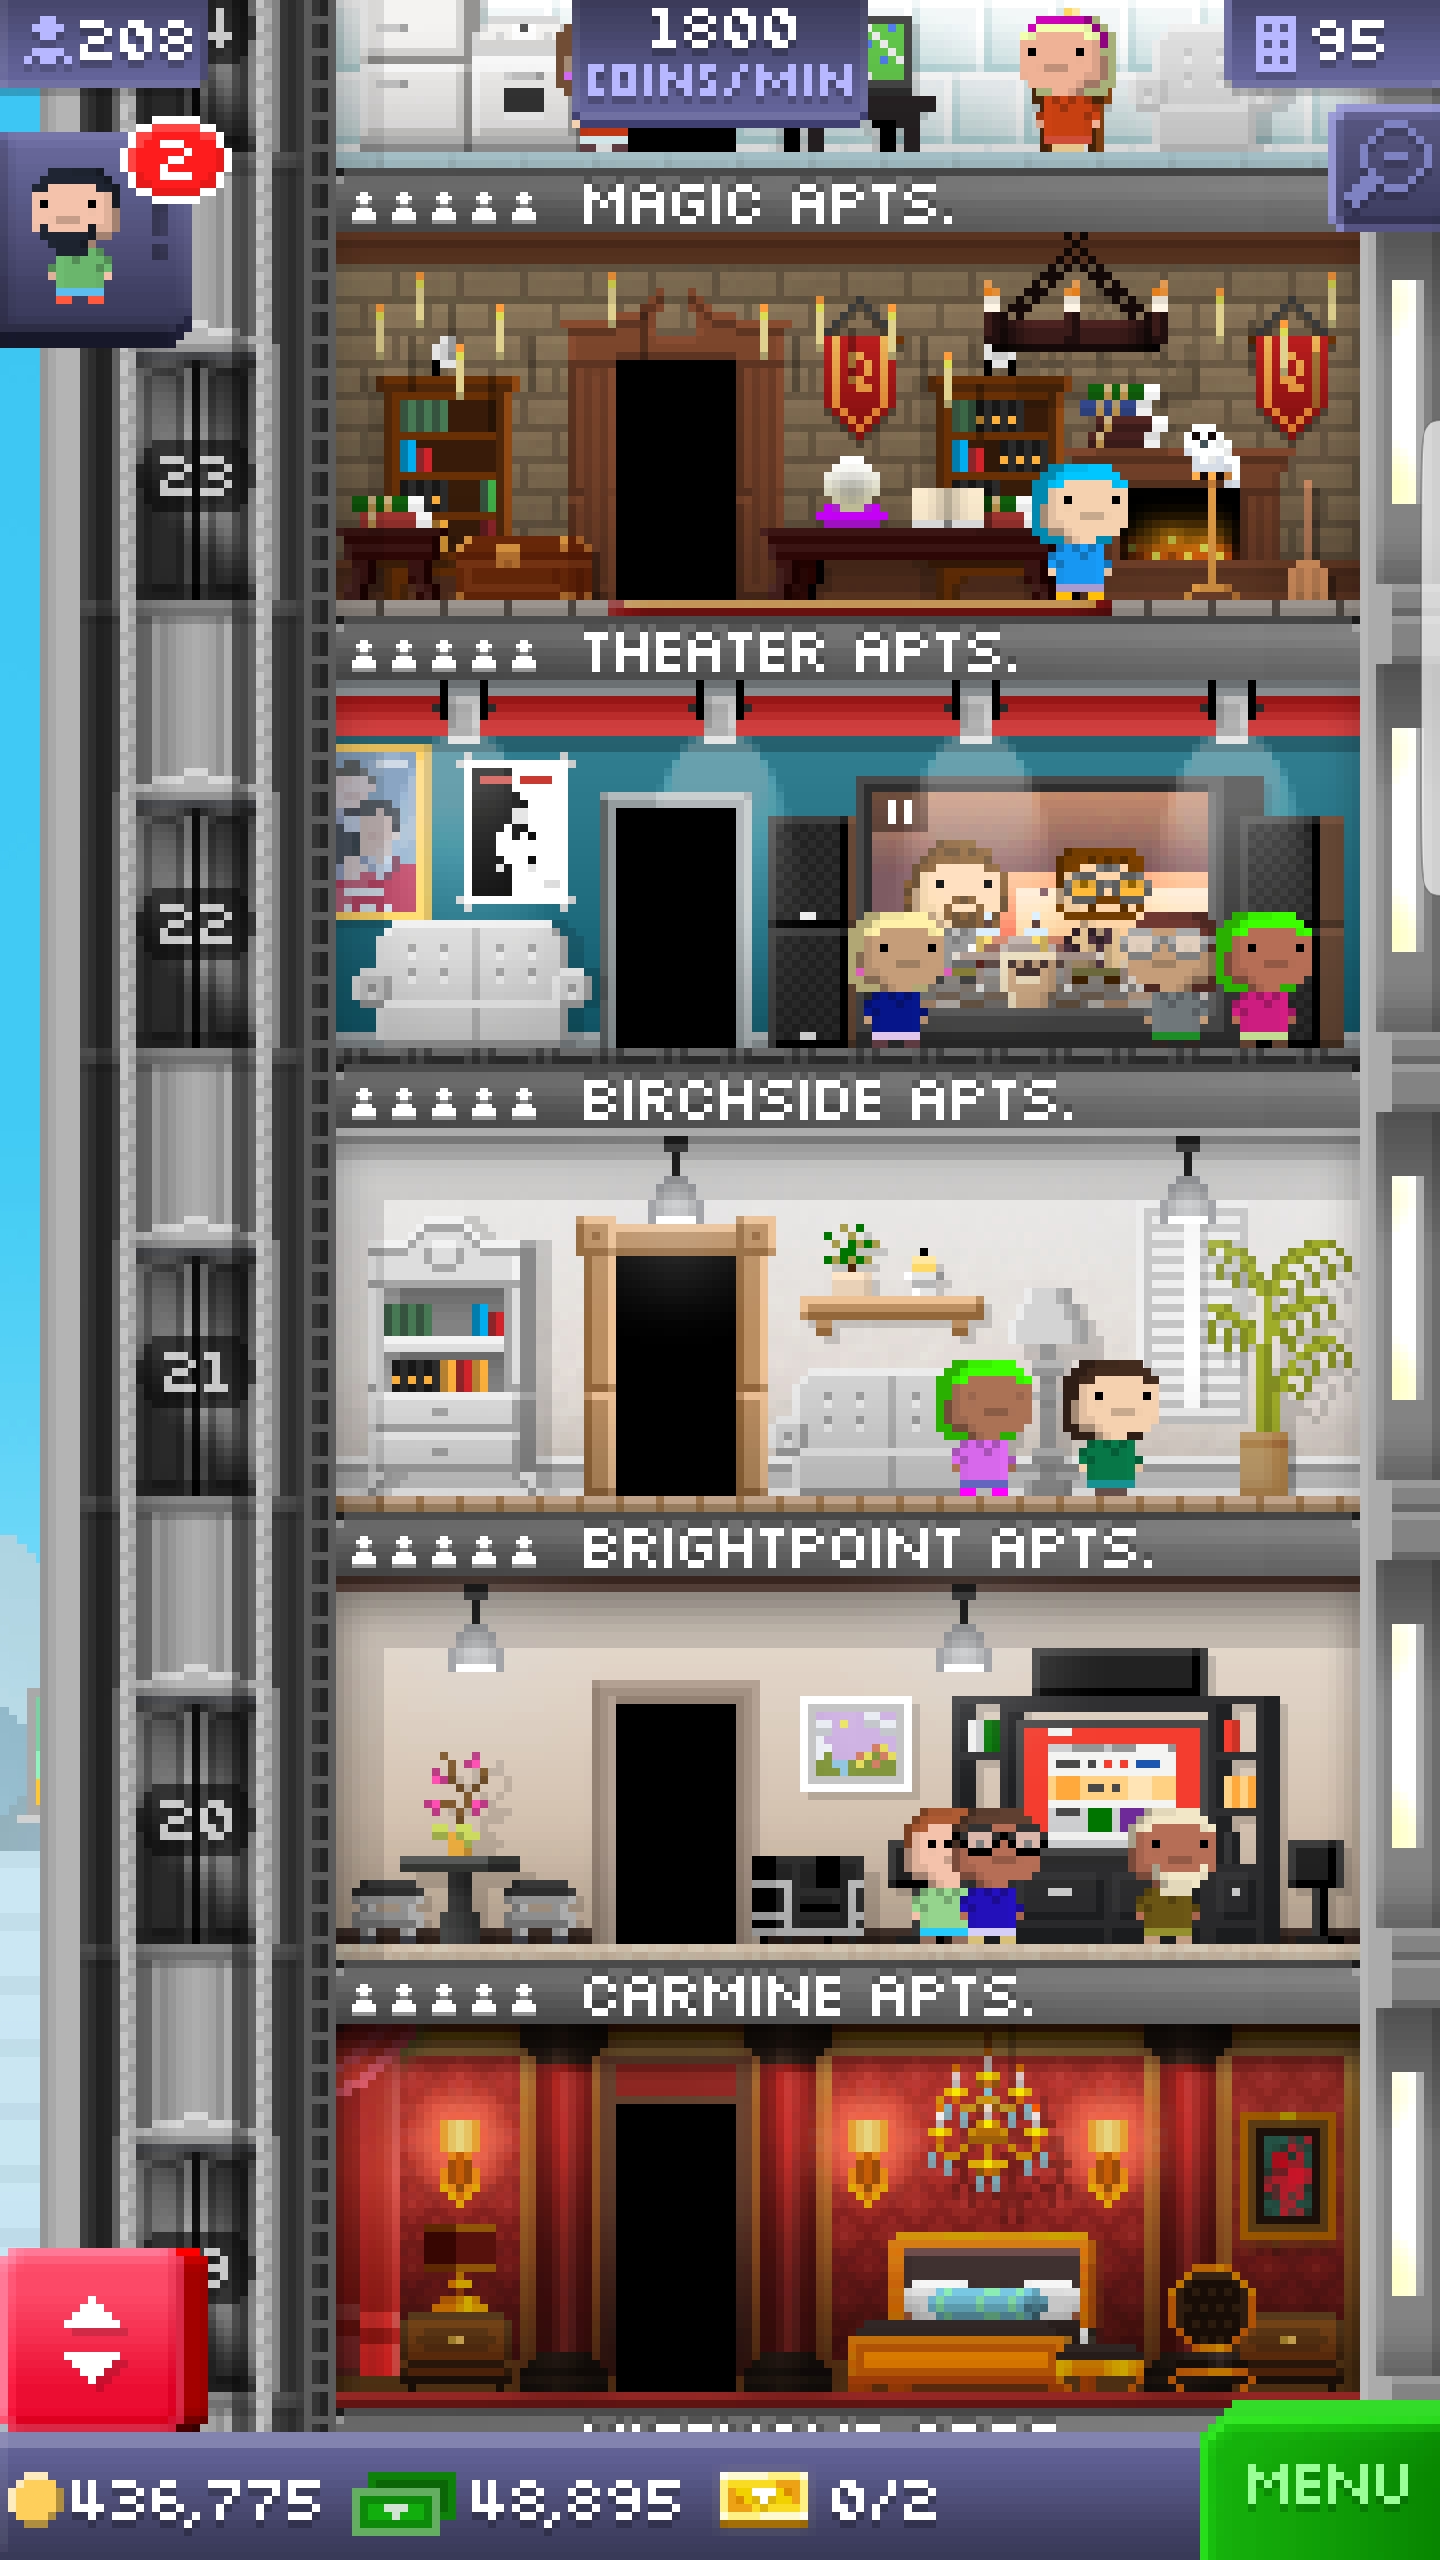 208
1800
COINS/MIN
95
2
MAGIC APTS.
23
THEATER APTS.
22
BIRCHSIDE APTS.
21
BRIGHTPOINT APTS.
20
CARMINE APTS.
9
436,775
48,895
0/2
MENU